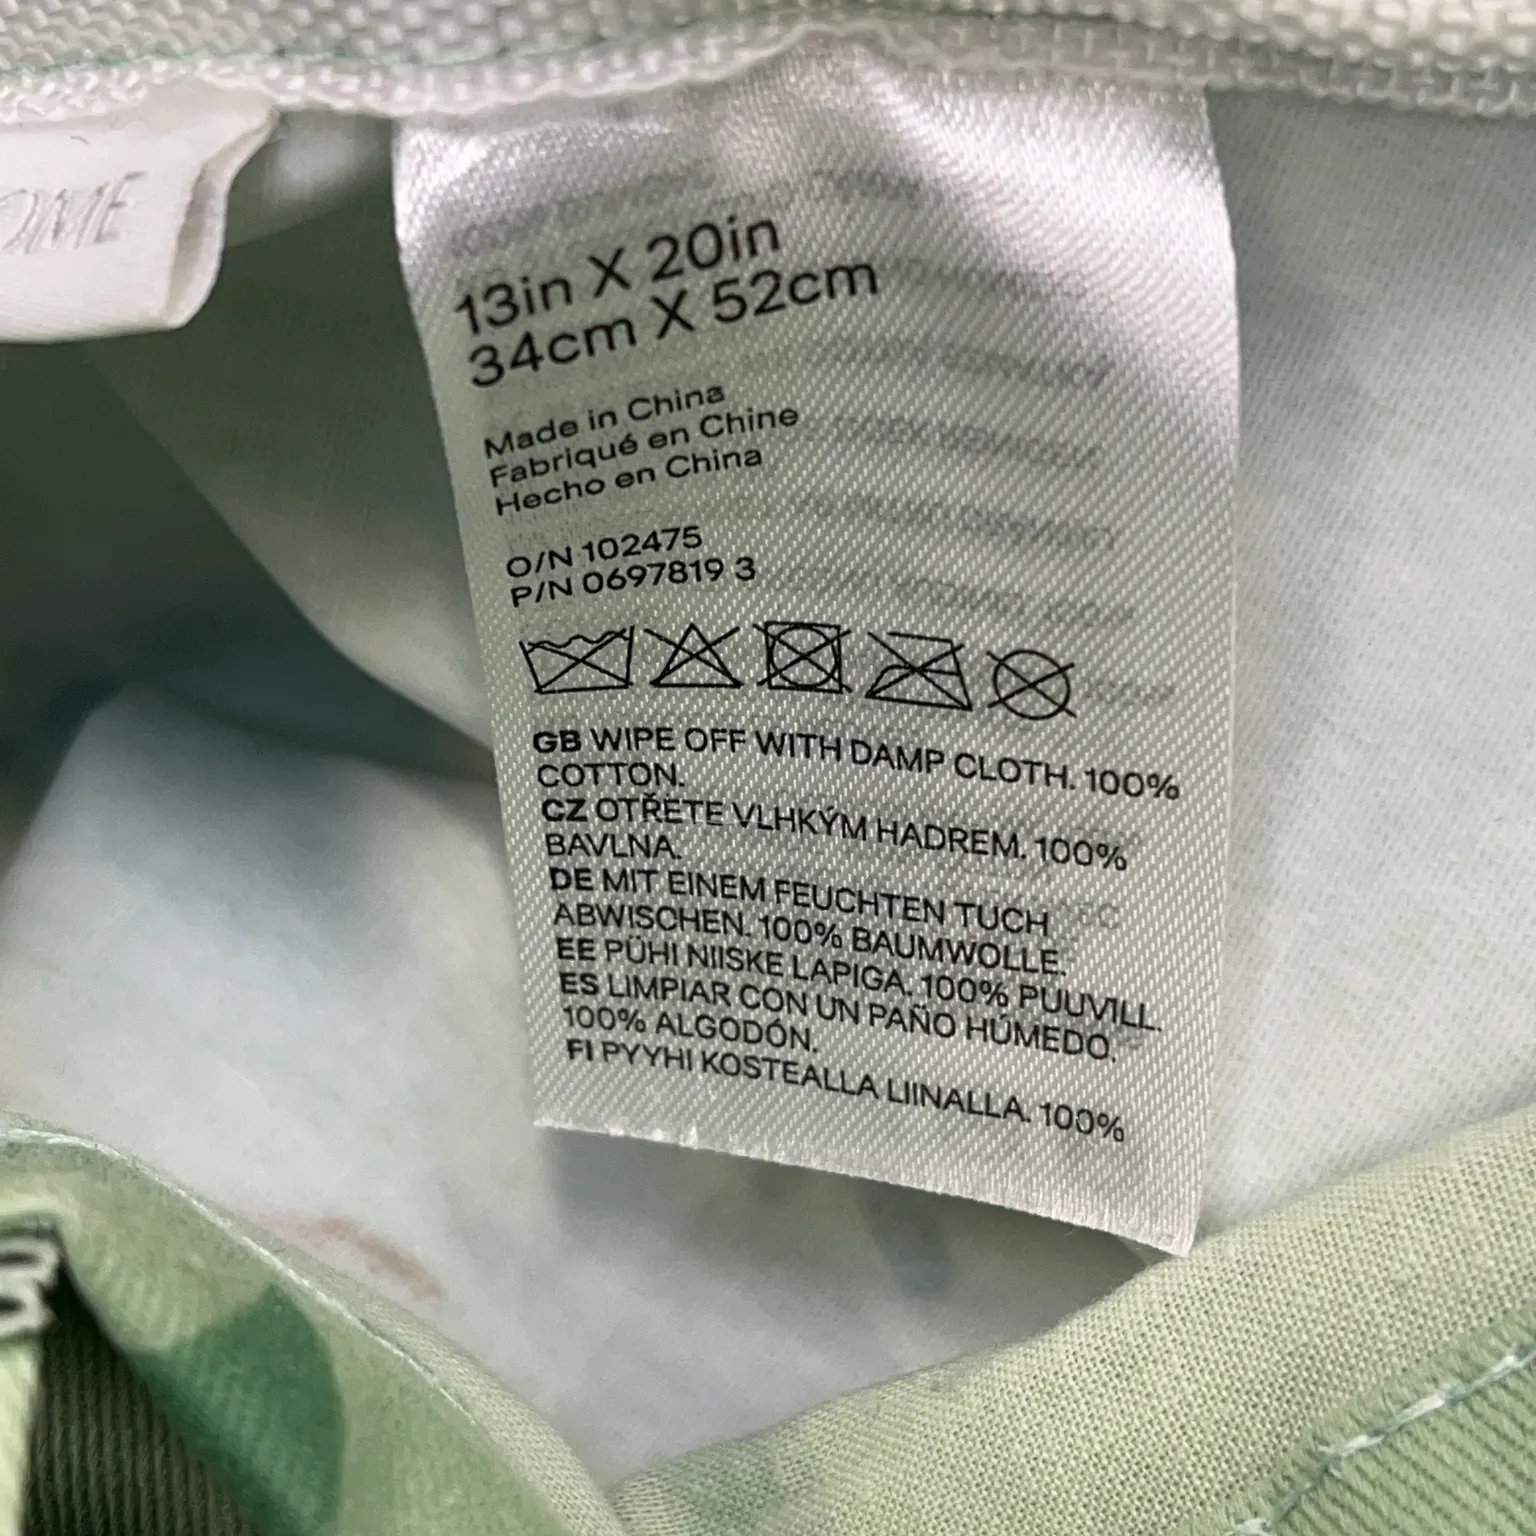 OME
13in X 20in
34cm X 52cm
Made in China
Fabriqué en Chine
Hecho en China
O/N 102475
P/N 0697819 3
GB WIPE OFF WITH DAMP CLOTH. 100%
COTTON.
CZ OTŘETE VLHKÝM HADREM. 100%
BAVLNA.
DE MIT EINEM FEUCHTEN TUCH
ABWISCHEN. 100% BAUMWOLLE.
EE PÜHI NIISKE LAPIGA. 100% PUUVILL.
ES LIMPIAR CON UN PAÑO HÚMEDO.
100% ALGODÓN.
FI PYYHI KOSTEALLA LIINALLA. 100%